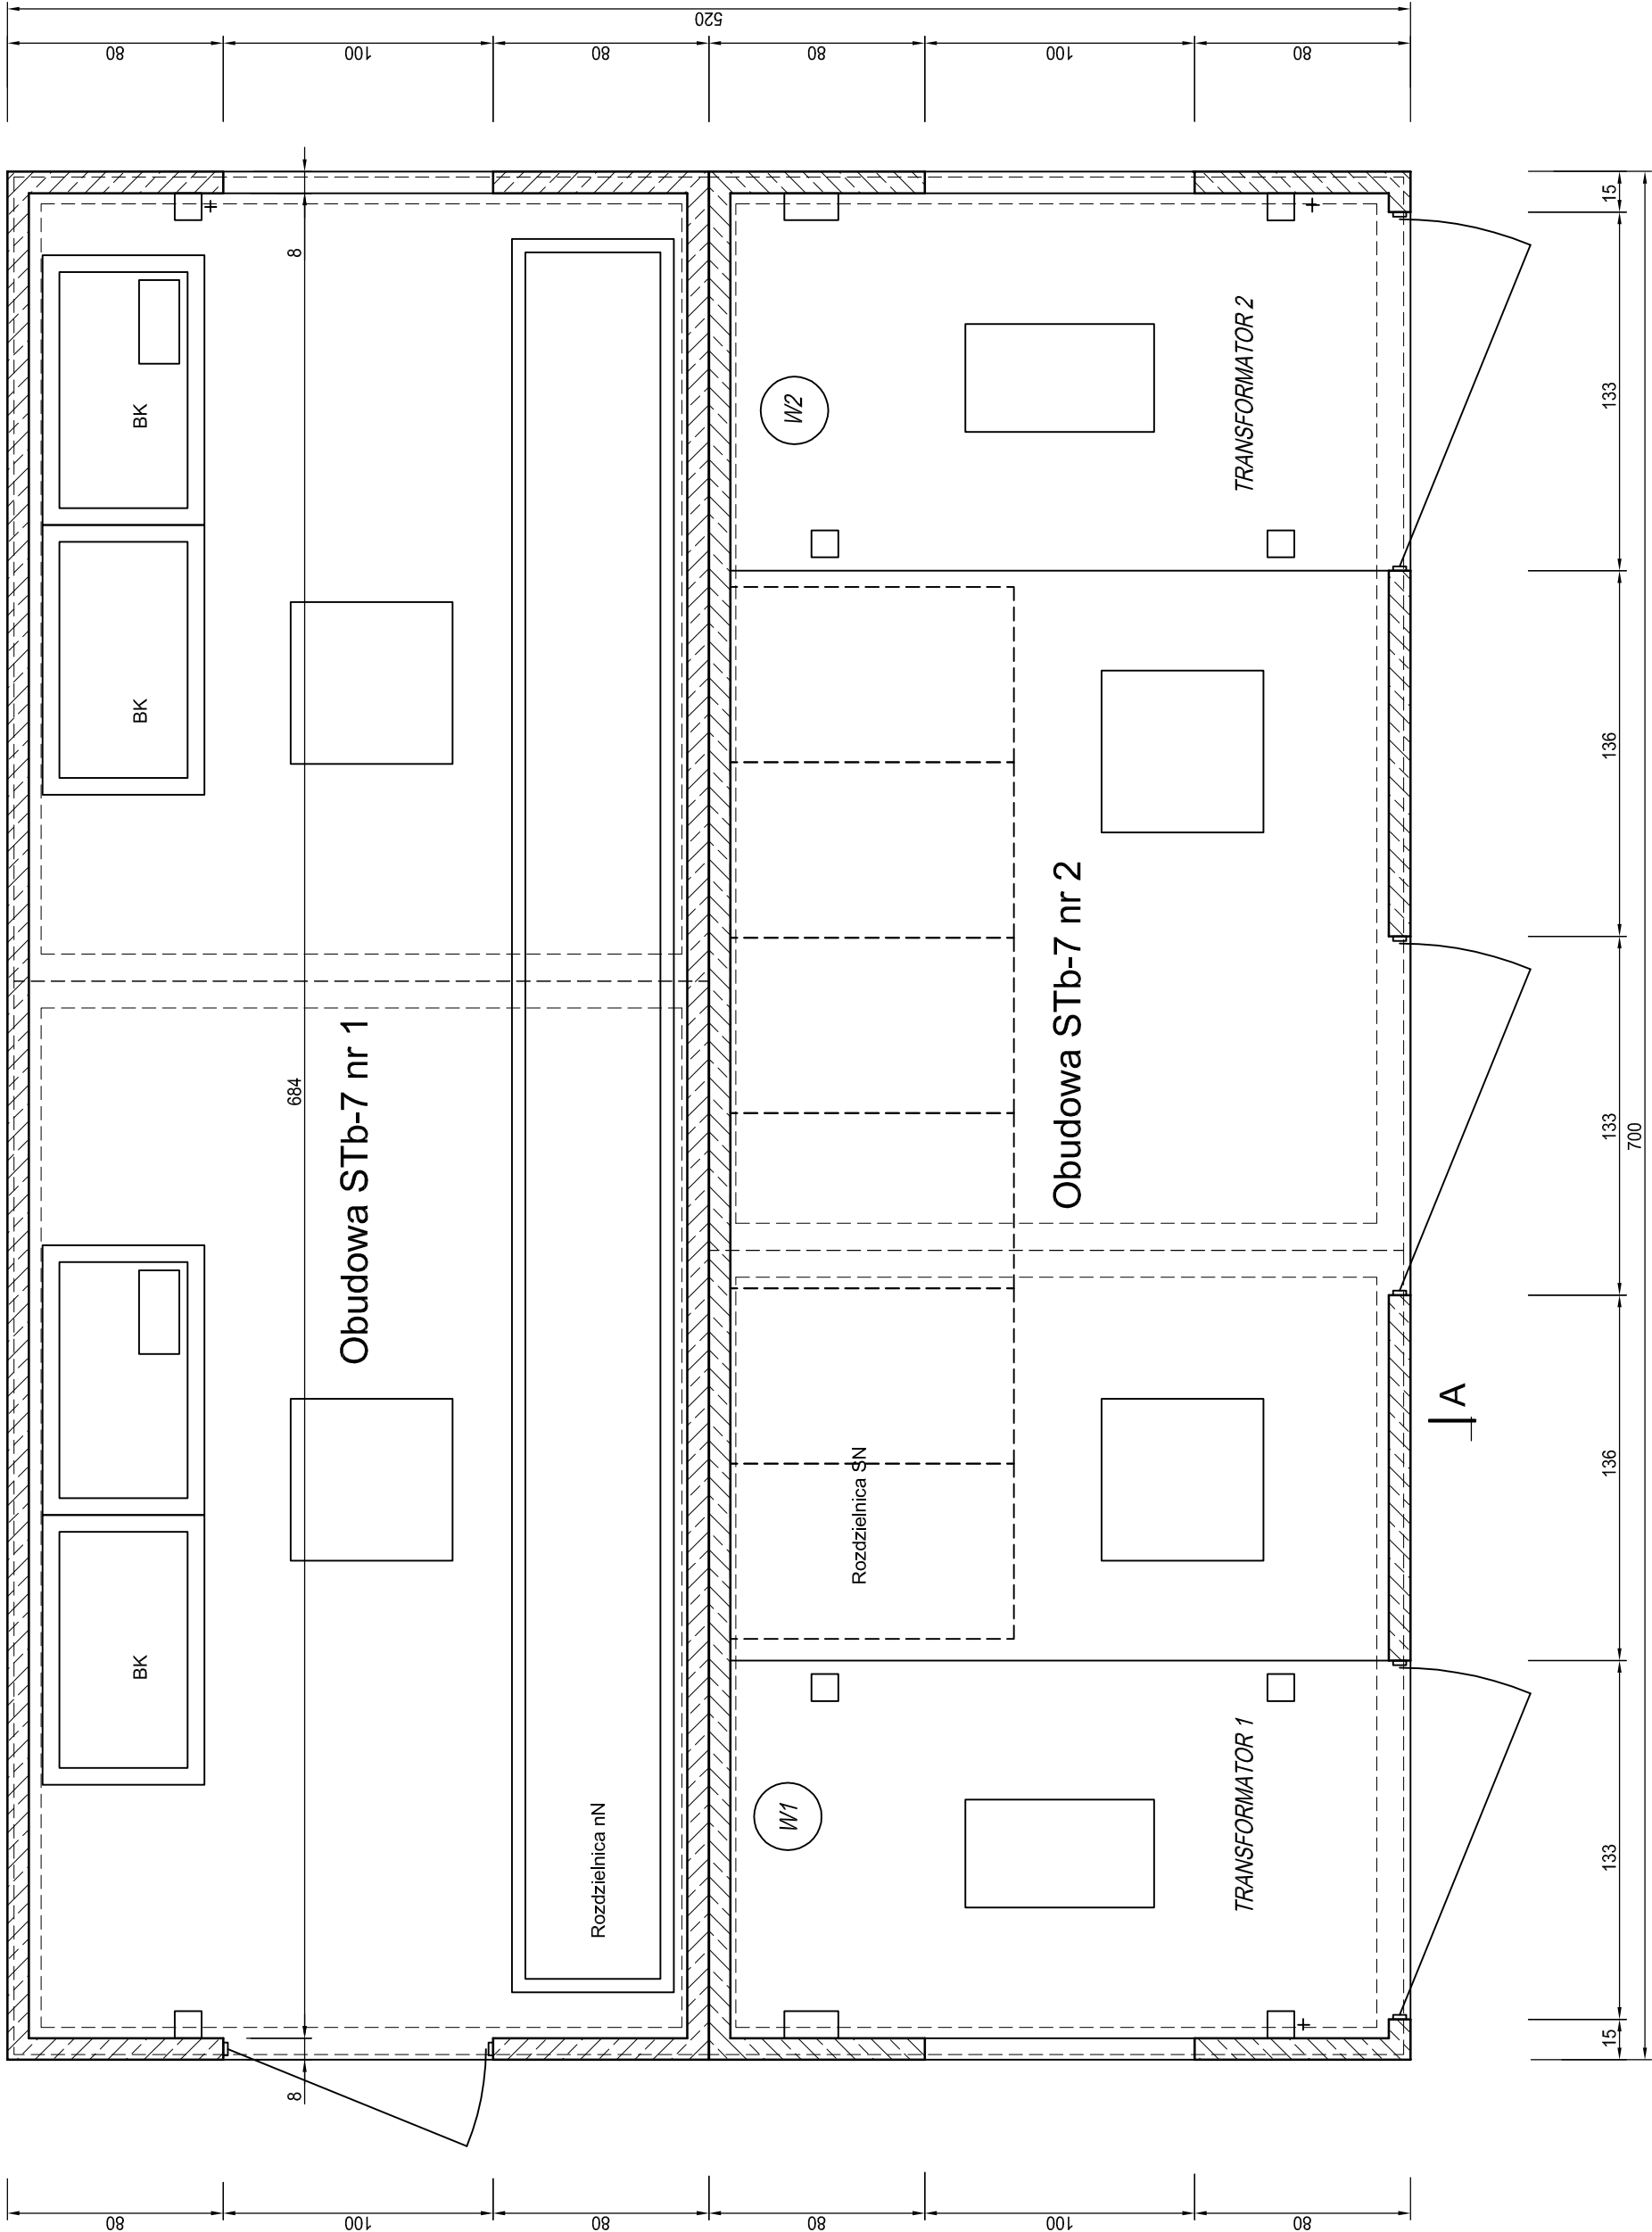 520
80
100
80
80
100
80
15
8
133
TRANSFORMATOR 2
W2
BK
BK
136
Obudowa STb-7 nr 2
Obudowa STb-7 nr 1
684
133
700
A
136
Rozdzielnica SN
BK
TRANSFORMATOR 1
W1
Rozdzielnica nN
133
15
8
80
100
80
80
100
80